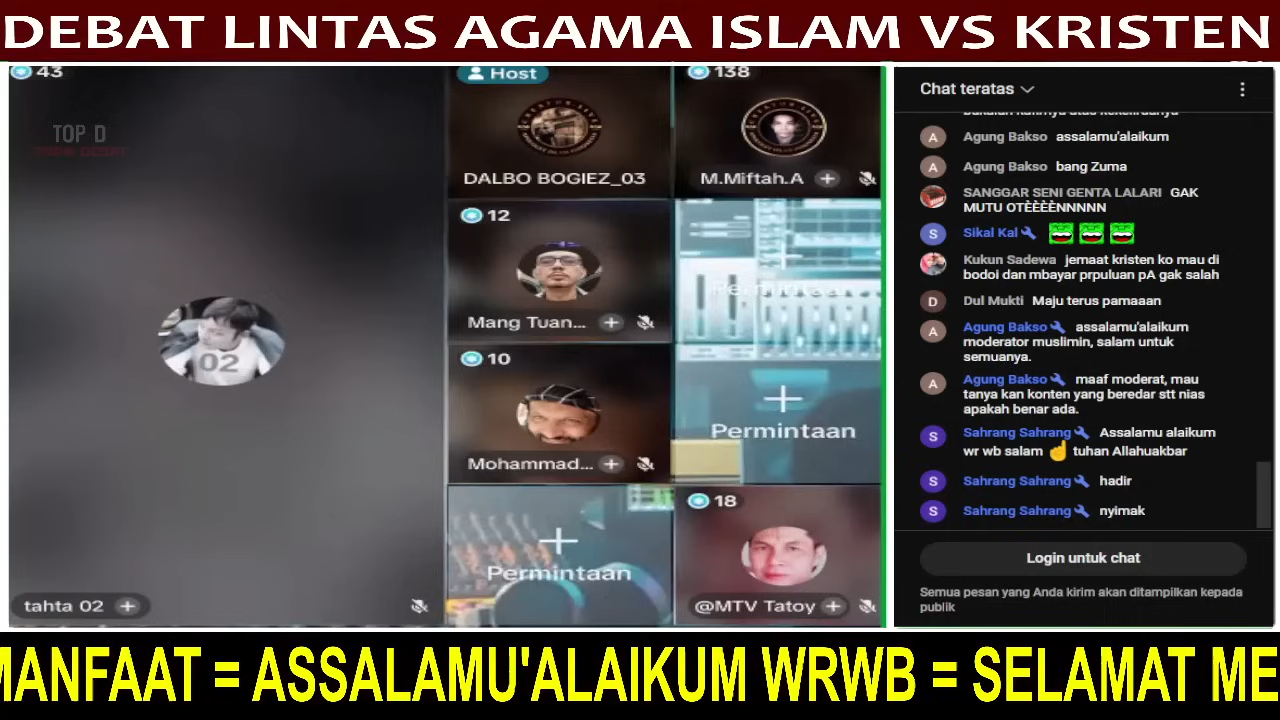 DEBAT LINTAS AGAMA ISLAM VS KRISTEN
43
TOP D
02
tahta 02
Host
DALBO BOGIEZ_03
138
M.Miftah.A
12
Mang Tuan...
10
Mohammad...
Permintaan
Permintaan
18
@MTV Tatoy
Chat teratas
Agung Bakso assalamu'alaikum
Agung Bakso bang Zuma
SANGGAR SENI GENTA LALARI GAK
MUTU OTÈÈÈÈNNNNN
Sikal Kal
Kukun Sadewa jemaat kristen ko mau di
bodoi dan mbayar prpuluan pA gak salah
Dul Mukti Maju terus pamaaan
Agung Bakso assalamu'alaikum
moderator muslimin, salam untuk
semuanya.
Agung Bakso maaf moderat, mau
tanya kan konten yang beredar stt nias
apakah benar ada.
Sahrang Sahrang Assalamu alaikum
wr wb salam ☝ tuhan Allahuakbar
Sahrang Sahrang hadir
Sahrang Sahrang nyimak
Login untuk chat
Semua pesan yang Anda kirim akan ditampilkan kepada
publik
MANFAAT = ASSALAMU'ALAIKUM WRWB = SELAMAT ME